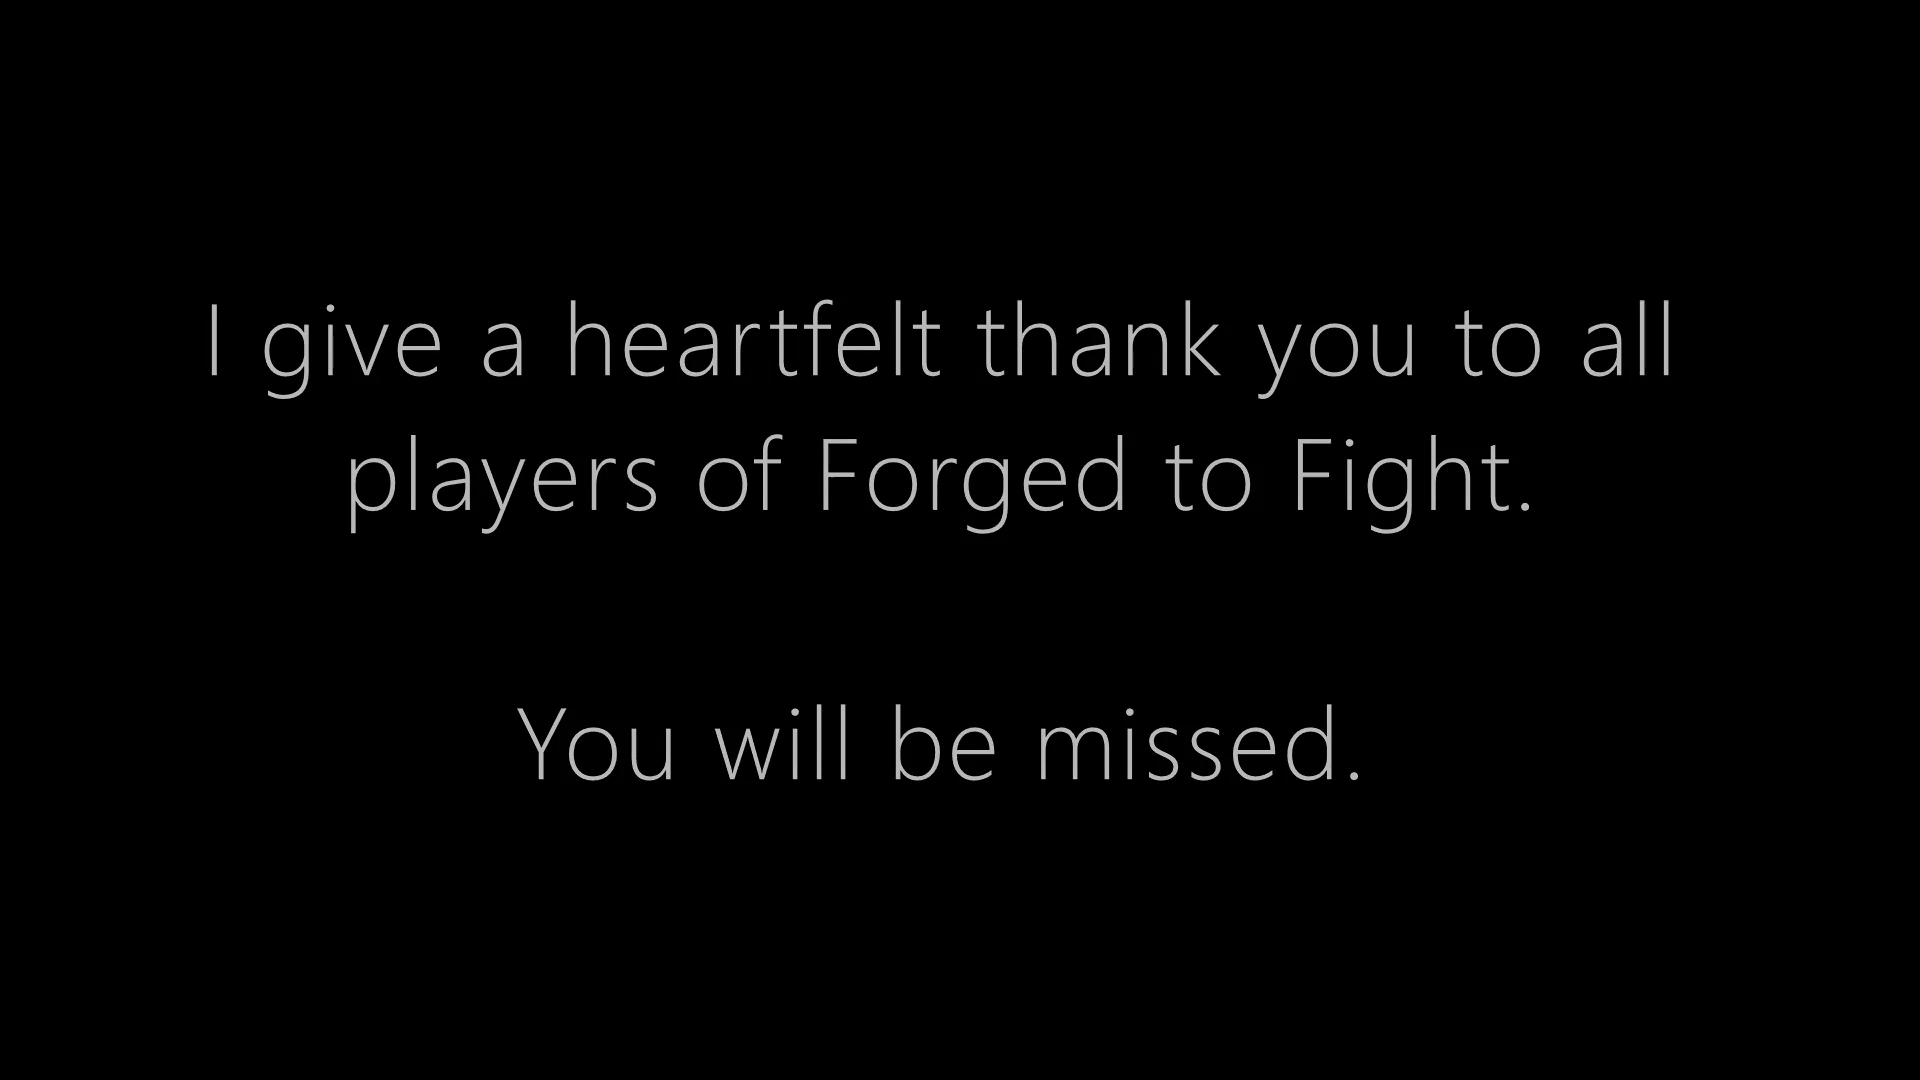 I give a heartfelt thank you to all
players of Forged to Fight.
You will be missed.